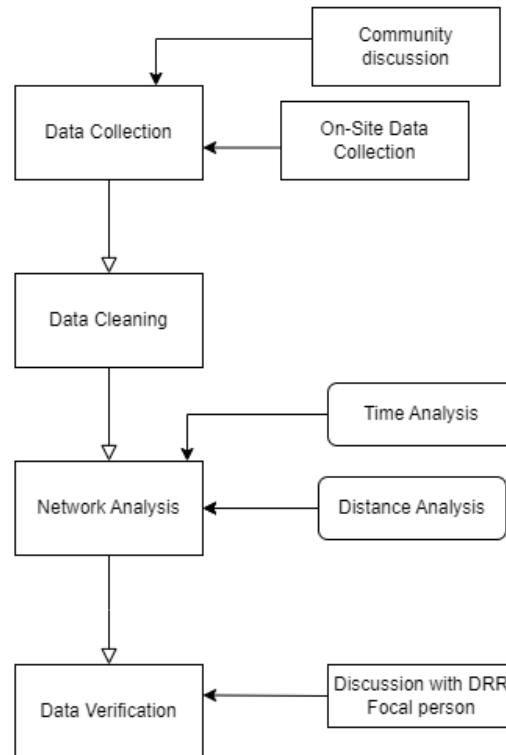 Community
discussion
Data Collection
On-Site Data
Collection
Data Cleaning
Time Analysis
Network Analysis
Distance Analysis
Discussion with DRR
Focal person
Data Verification